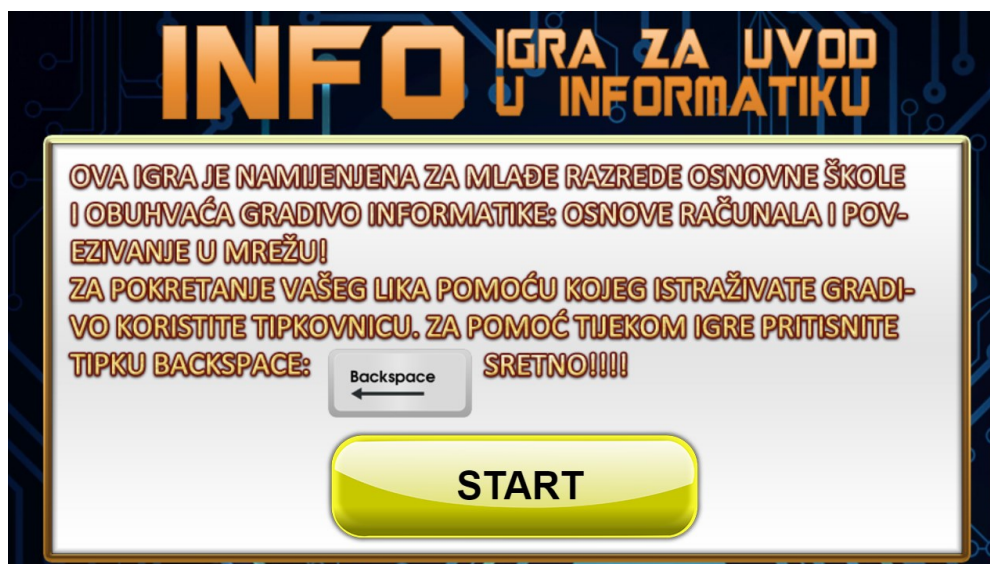 INFO IGRA ZA UVOD
U INFORMATIKU
OVA IGRA JE NAMIJENJENA ZA MLAĐE RAZREDE OSNOVNE ŠKOLE
I OBUHVAĆA GRADIVO INFORMATIKE: OSNOVE RAČUNALA I POV-
EZIVANJE U MREŽU!
ZA POKRETANJE VAŠEG LIKA POMOĆU KOJEG ISTRAŽIVATE GRADI-
VO KORISTITE TIPKOVNICU. ZA POMOĆ TIJEKOM IGRE PRITISNITE
TIPKU BACKSPACE: Backspace SRETNO!!!!
START